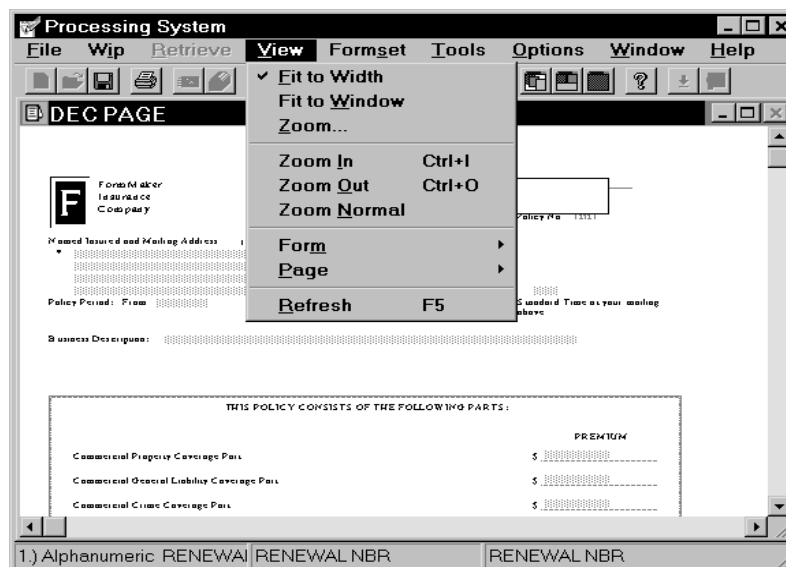 Processing System
File Wip Retrieve View Formset Tools Options Window Help
✓ Fit to Width
Fit to Window
Zoom...
Zoom In Ctrl+I
Zoom Out Ctrl+O
Zoom Normal
Form
Page
Refresh F5
DEC PAGE
F
FormMaker
Insurance
Company
Policy No
Named Insured and Mailing Address
Policy Period: From
Standard Time at your mailing
above
Business Description:
THIS POLICY CONSISTS OF THE FOLLOWING PARTS:
PREMIUM
Commercial Property Coverage Part $
Commercial General Liability Coverage Part $
Commercial Crime Coverage Part $
1.) Alphanumeric RENEWAL RENEWAL NBR RENEWAL NBR